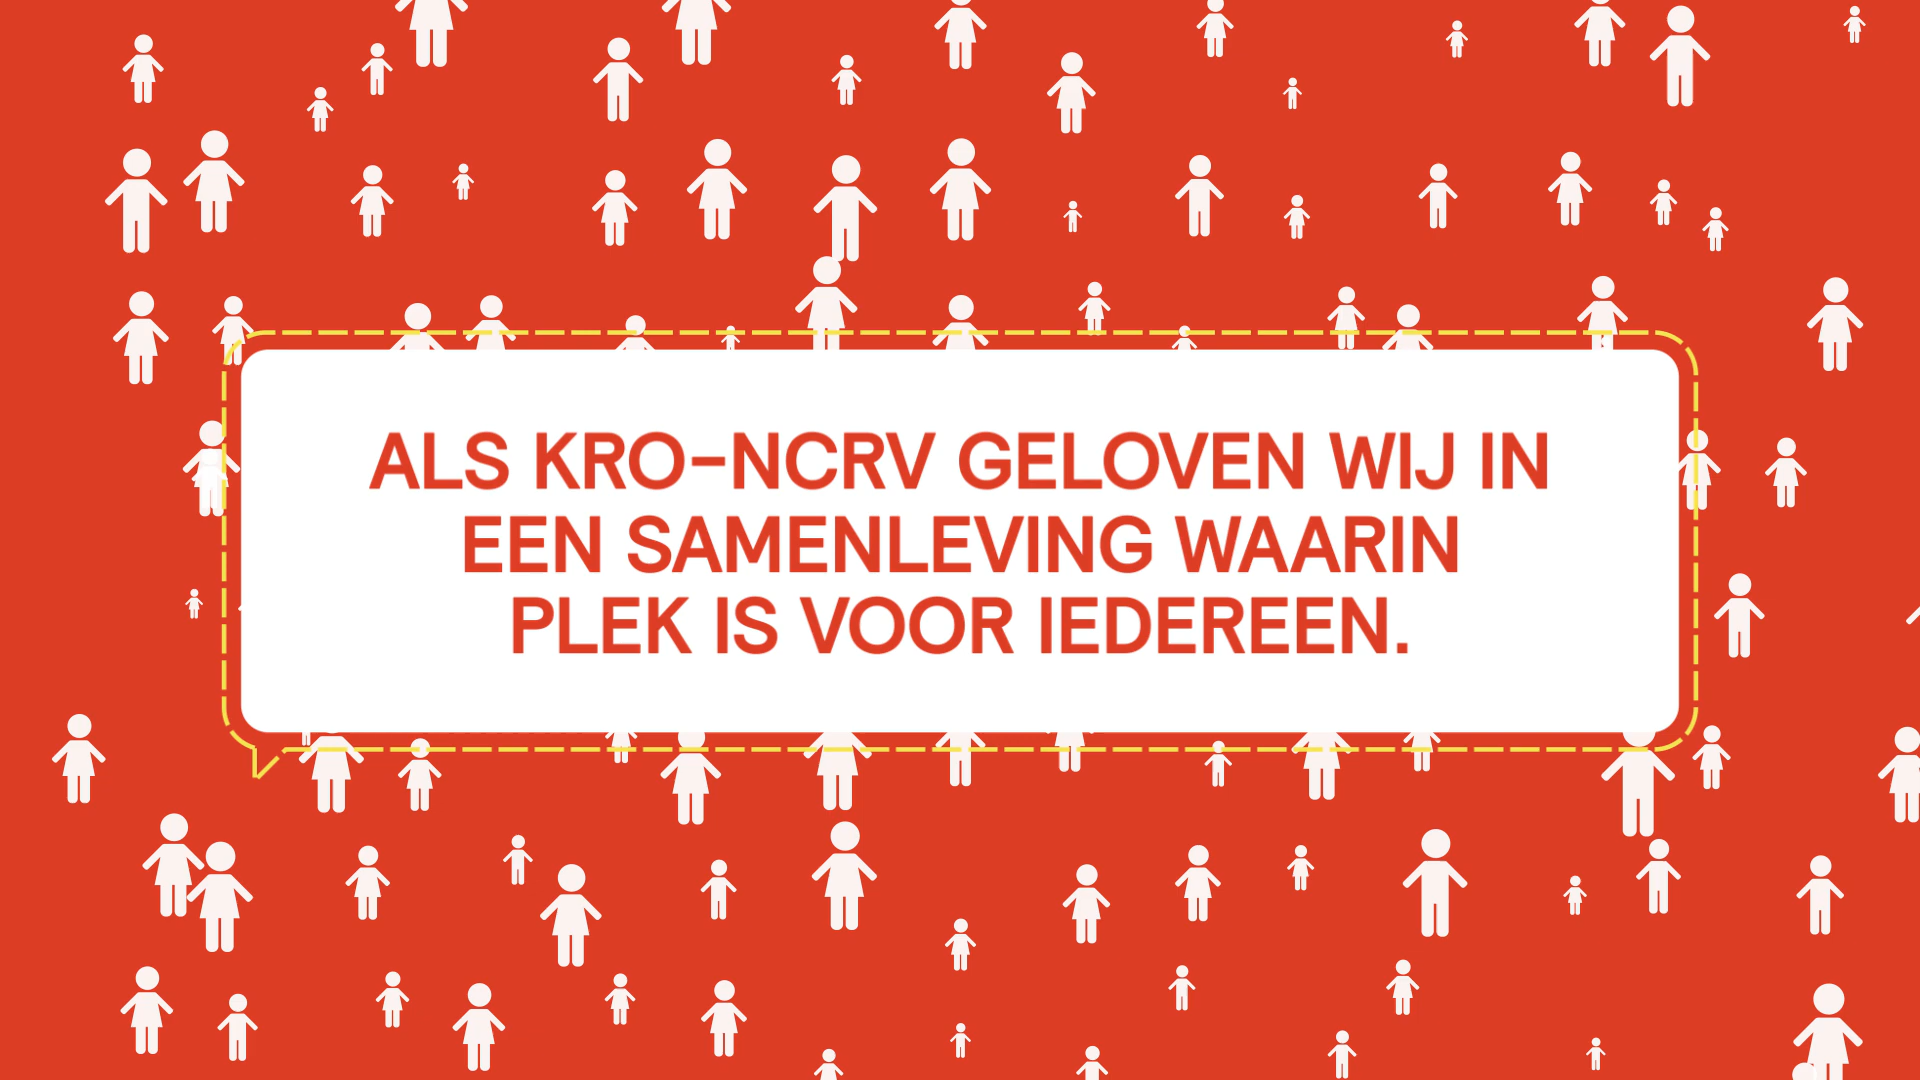 ALS KRO-NCRV GELOVEN WIJ IN
EEN SAMENLEVING WAARIN
PLEK IS VOOR IEDEREEN.